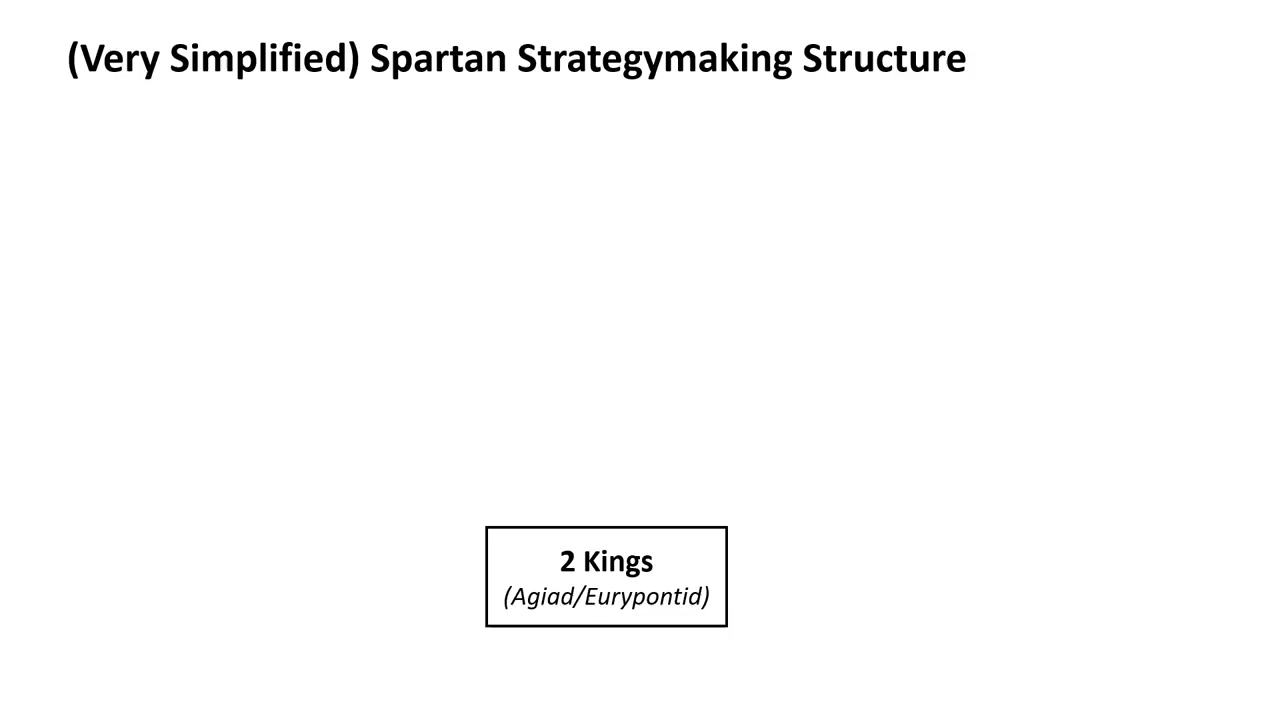 (Very Simplified) Spartan Strategymaking Structure
2 Kings
(Agiad/Eurypontid)